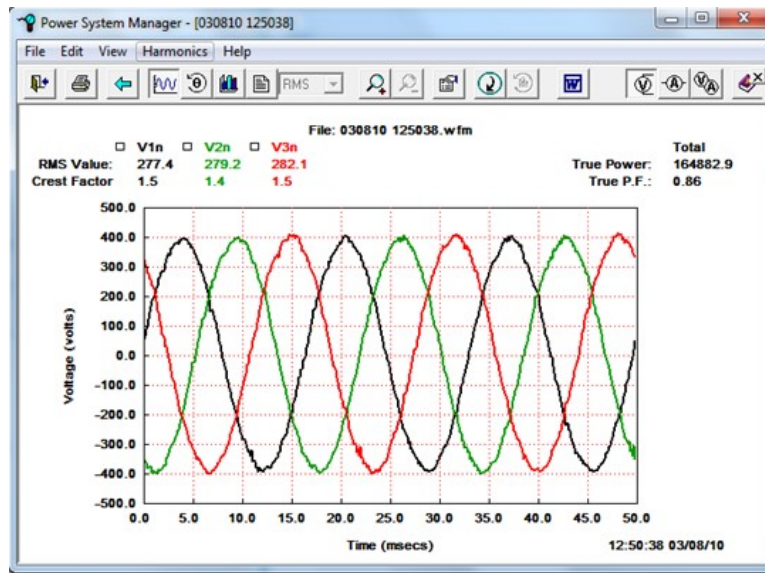 Power System Manager - [030810 125038]
File Edit View Harmonics Help
RMS
File: 030810 125038.wfm
V1n V2n V3n Total
RMS Value: 277.4 279.2 282.1 True Power: 164882.9
Crest Factor 1.5 1.4 1.5 True P.F.: 0.86
500.0
400.0
300.0
200.0
100.0
0.0
-100.0
-200.0
-300.0
-400.0
-500.0
Voltage (volts)
0.0 5.0 10.0 15.0 20.0 25.0 30.0 35.0 40.0 45.0 50.0
Time (msecs) 12:50:38 03/08/10